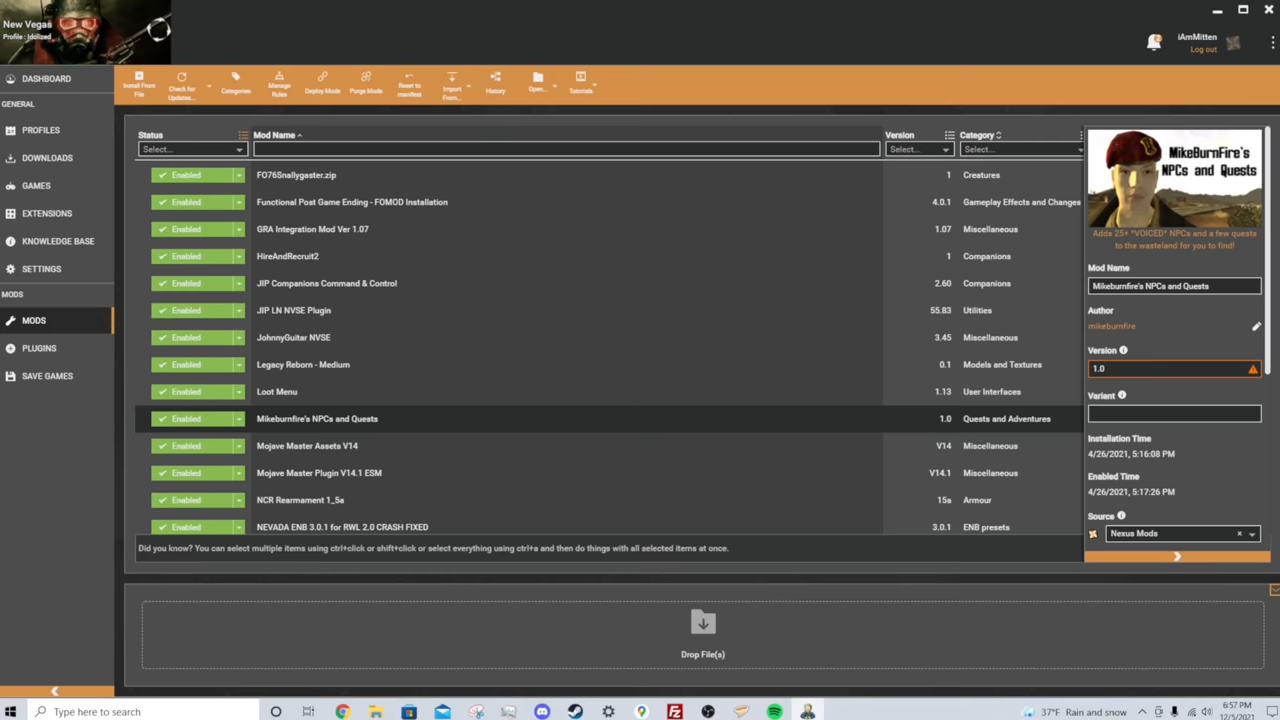 New Vegas
Profile : Idolized
iAmMitten
Log out
DASHBOARD
GENERAL
PROFILES
DOWNLOADS
GAMES
EXTENSIONS
KNOWLEDGE BASE
SETTINGS
MODS
MODS
PLUGINS
SAVE GAMES
Install From File
Check for Updates...
Categories
Manage Rules
Deploy Mods
Purge Mods
Reset to manifest
Import From...
History
Open...
Tutorials
Status Mod Name Version Category
Select... Select... Select...
Enabled FO76Snallygaster.zip 1 Creatures
Enabled Functional Post Game Ending - FOMOD Installation 4.0.1 Gameplay Effects and Changes
Enabled GRA Integration Mod Ver 1.07 1.07 Miscellaneous
Enabled HireAndRecruit2 1 Companions
Enabled JIP Companions Command & Control 2.60 Companions
Enabled JIP LN NVSE Plugin 55.83 Utilities
Enabled JohnnyGuitar NVSE 3.45 Miscellaneous
Enabled Legacy Reborn - Medium 0.1 Models and Textures
Enabled Loot Menu 1.13 User Interfaces
Enabled Mikeburnfire's NPCs and Quests 1.0 Quests and Adventures
Enabled Mojave Master Assets V14 V14 Miscellaneous
Enabled Mojave Master Plugin V14.1 ESM V14.1 Miscellaneous
Enabled NCR Rearmament 1_5a 15a Armour
Enabled NEVADA ENB 3.0.1 for RWL 2.0 CRASH FIXED 3.0.1 ENB presets
Did you know? You can select multiple items using ctrl+click or shift+click or select everything using ctrl+a and then do things with all selected items at once.
MikeBurnFire's
NPCs and Quests
Adds 25+ *VOICED* NPCs and a few quests
to the wasteland for you to find!
Mod Name
Mikeburnfire's NPCs and Quests
Author
mikeburnfire
Version
1.0
Variant
Installation Time
4/26/2021, 5:16:08 PM
Enabled Time
4/26/2021, 5:17:26 PM
Source
Nexus Mods
Drop File(s)
Type here to search
37°F Rain and snow
6:57 PM
12/5/2021